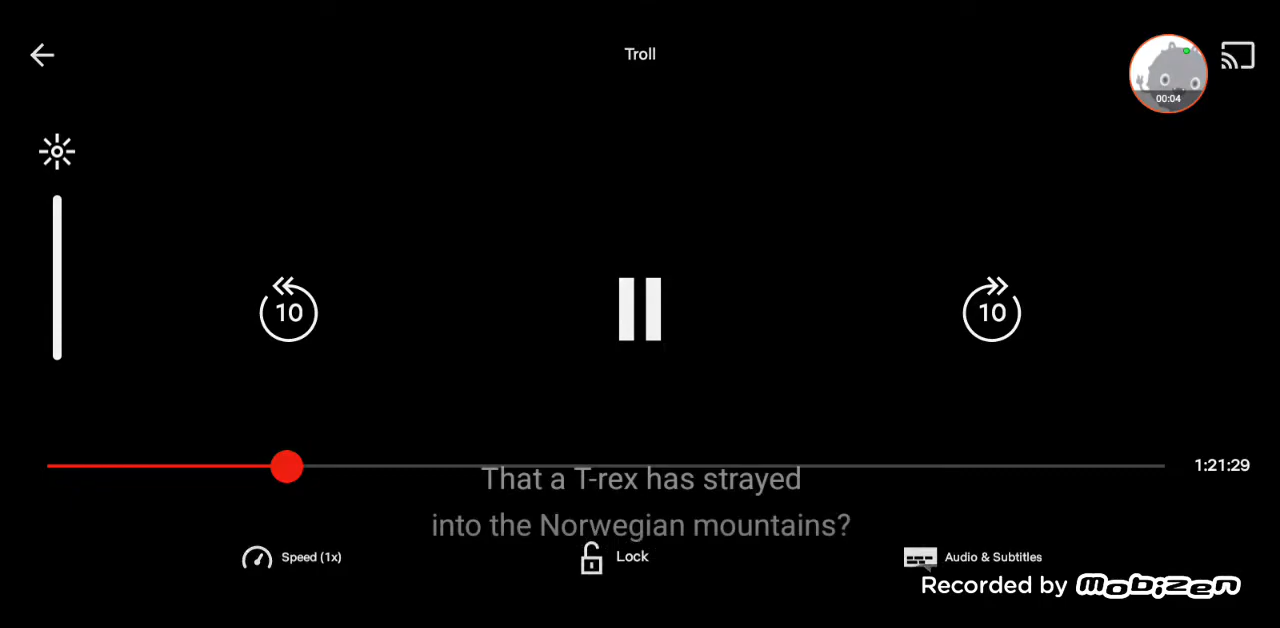 Troll
00:04
10
10
1:21:29
That a T-rex has strayed
into the Norwegian mountains?
Speed (1x)
Lock
Audio & Subtitles
Recorded by mobizen